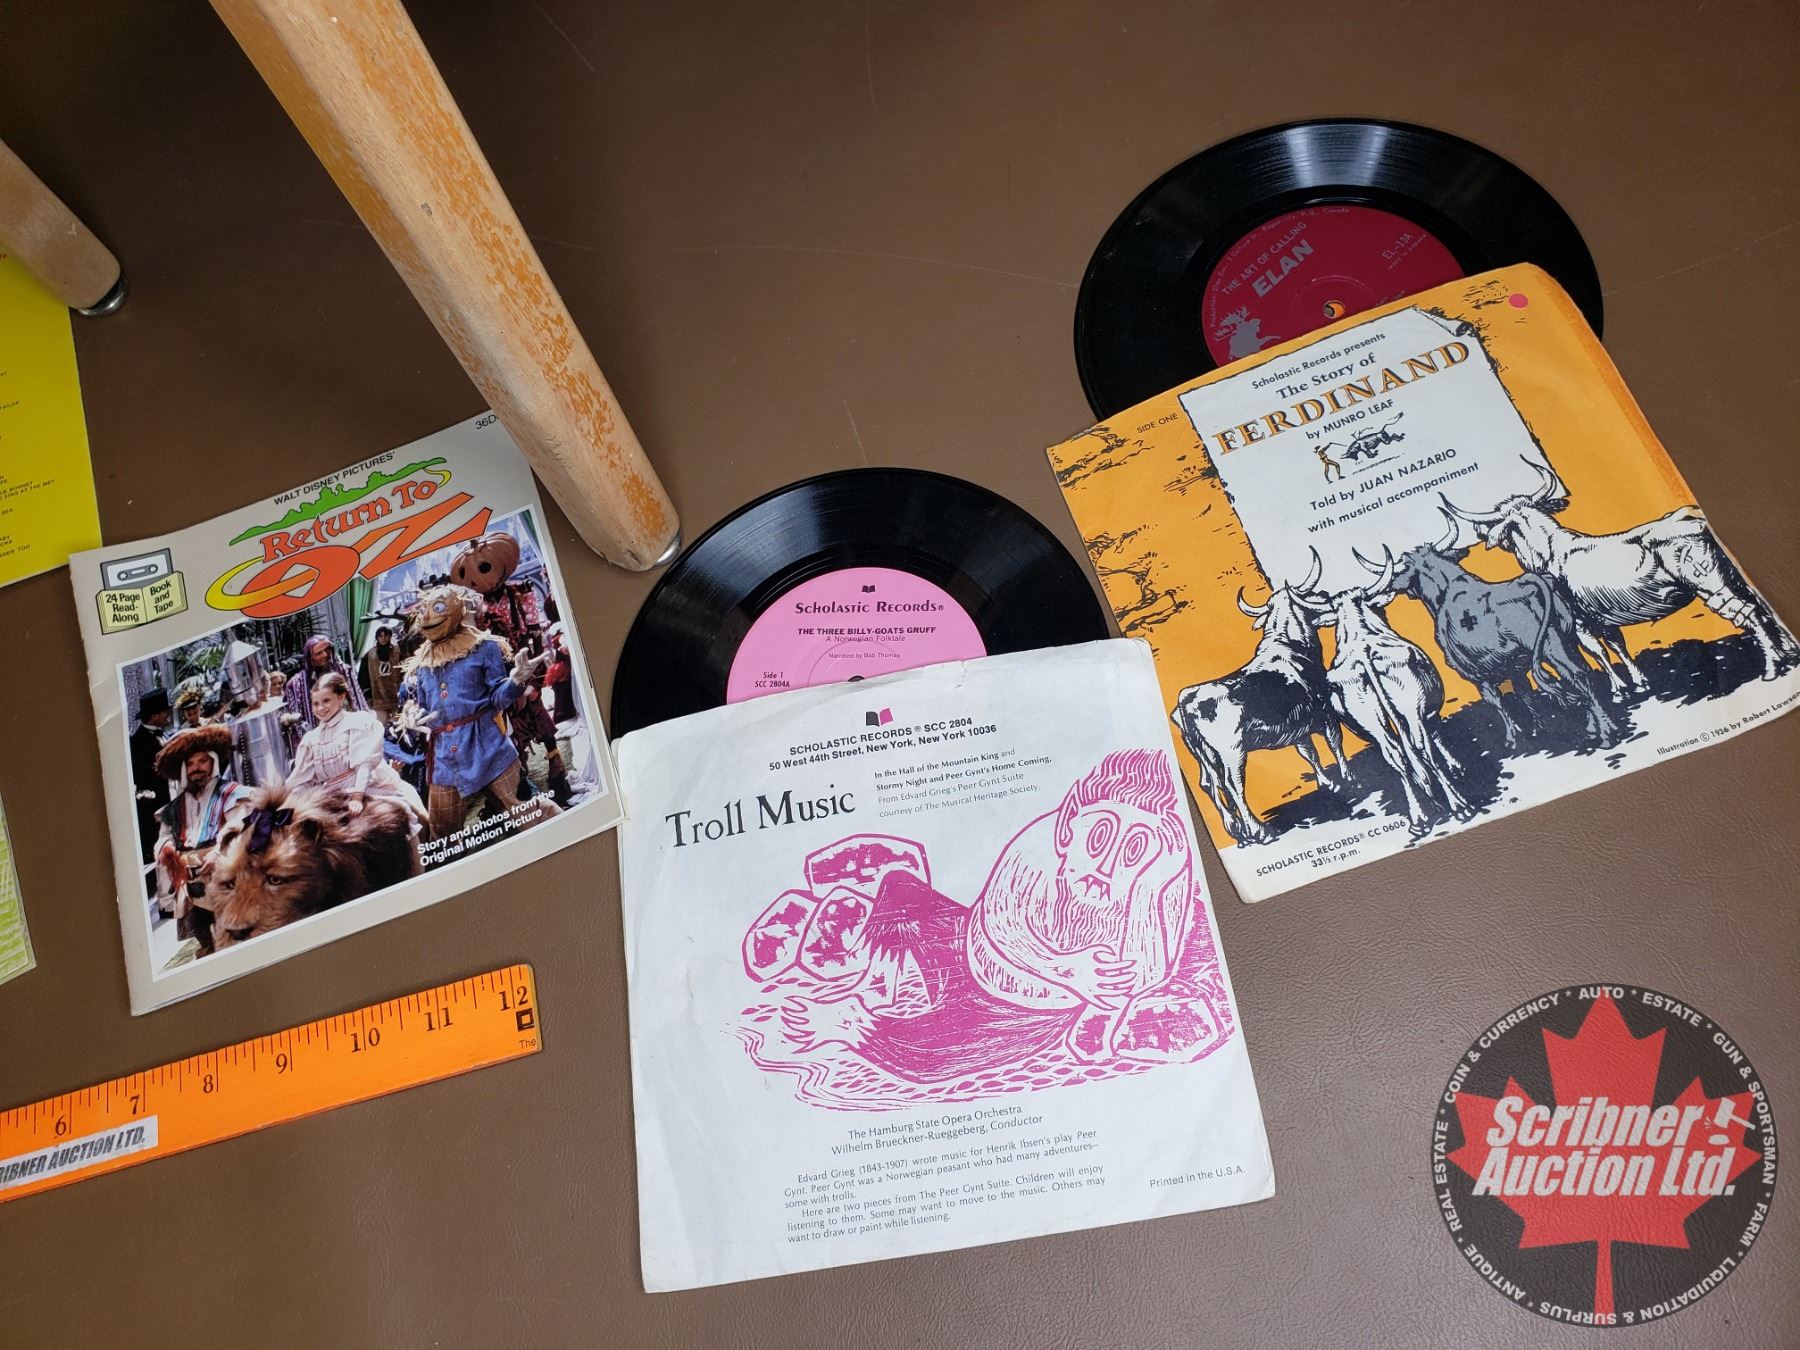 36D
WALT DISNEY PICTURES'
Return To
OZ
24 Page
Read-
Along
Book
and
Tape
Story and photos from the
Original Motion Picture
6 7 8 9 10 11 12
The
RIBNER AUCTION LTD.
TAILOR
SEA
SCHOLASTIC RECORDS®
THE THREE BILLY-GOATS GRUFF
A Norwegian Folktale
Narrated by Bob Thomas
Side 1
SCC 2804A
SCHOLASTIC RECORDS® SCC 2804
50 West 44th Street, New York, New York 10036
Troll Music
In the Hall of the Mountain King and
Stormy Night and Peer Gynt's Home Coming,
From Edvard Grieg's Peer Gynt Suite
courtesy of The Musical Heritage Society.
The Hamburg State Opera Orchestra
Wilhelm Brueckner-Rueggeberg, Conductor
Edvard Grieg (1843-1907) wrote music for Henrik Ibsen's play Peer
Gynt. Peer Gynt was a Norwegian peasant who had many adventures—
some with trolls.
Here are two pieces from The Peer Gynt Suite. Children will enjoy
listening to them. Some may want to move to the music. Others may
want to draw or paint while listening.
Printed in the U.S.A.
THE ART OF CALLING
ELAN
EL-13A
SIDE ONE
Scholastic Records presents
The Story of
FERDINAND
by MUNRO LEAF
Told by JUAN NAZARIO
with musical accompaniment
Illustration © 1936 by Robert Lawson
SCHOLASTIC RECORDS® CC 0606
33⅓ r.p.m.
REAL ESTATE * COIN & CURRENCY * AUTO * ESTATE * GUN & SPORTSMAN * FARM * LIQUIDATION & SURPLUS * ANTIQUE *
Scribner
Auction Ltd.